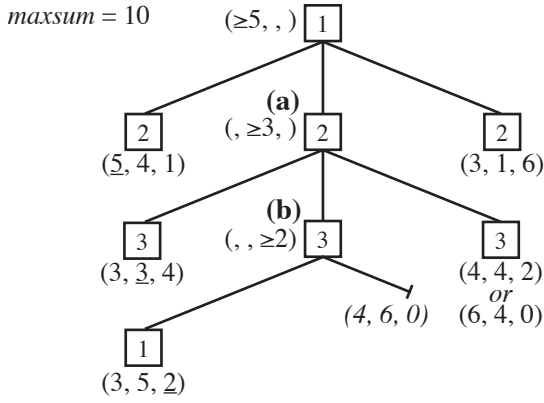 maxsum = 10
(≥5, , ) 1
(a)
2 (, ≥3, ) 2 2
(5, 4, 1) (3, 1, 6)
(b)
3 (, , ≥2) 3 3
(3, 3, 4) (4, 4, 2)
or
(4, 6, 0) (6, 4, 0)
1
(3, 5, 2)